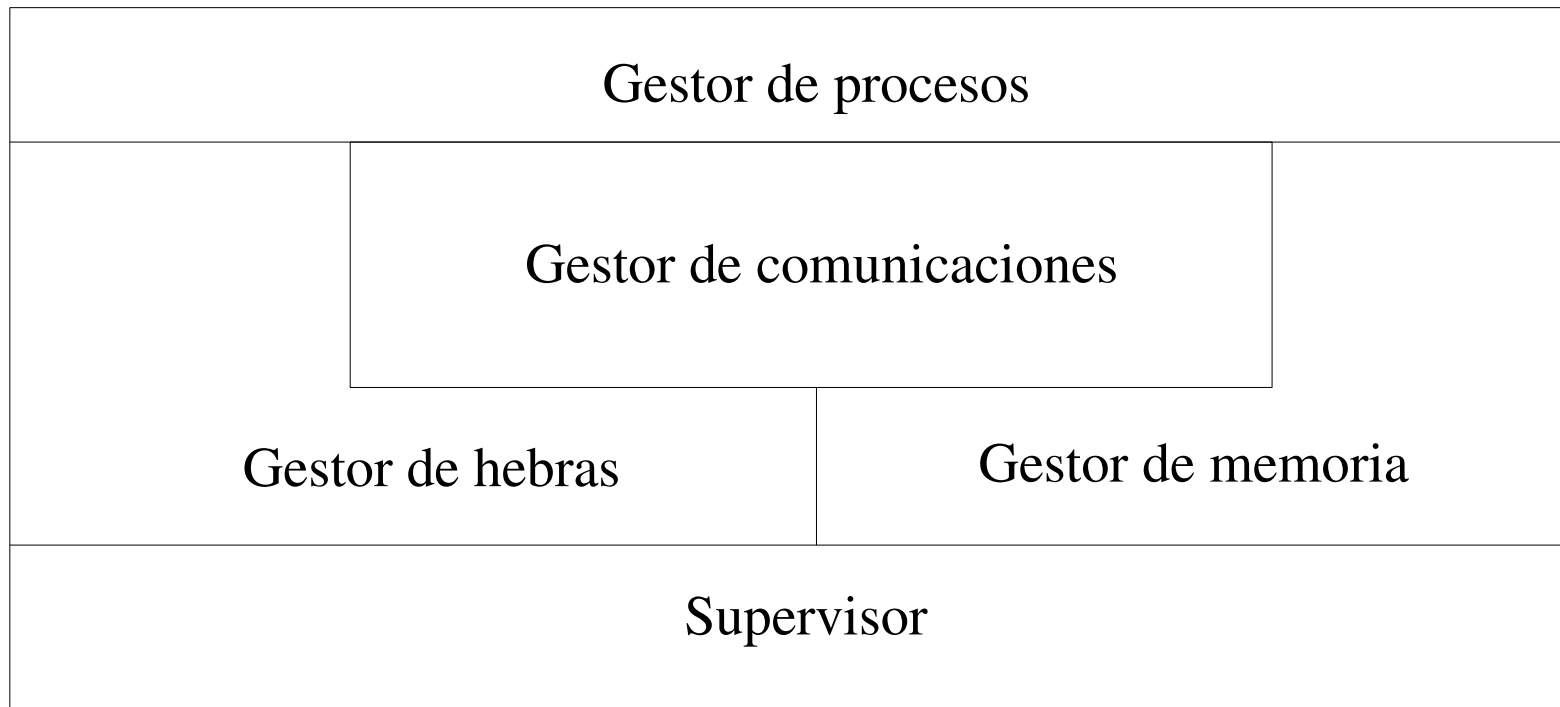 Gestor de procesos
Gestor de comunicaciones
Gestor de hebras
Gestor de memoria
Supervisor